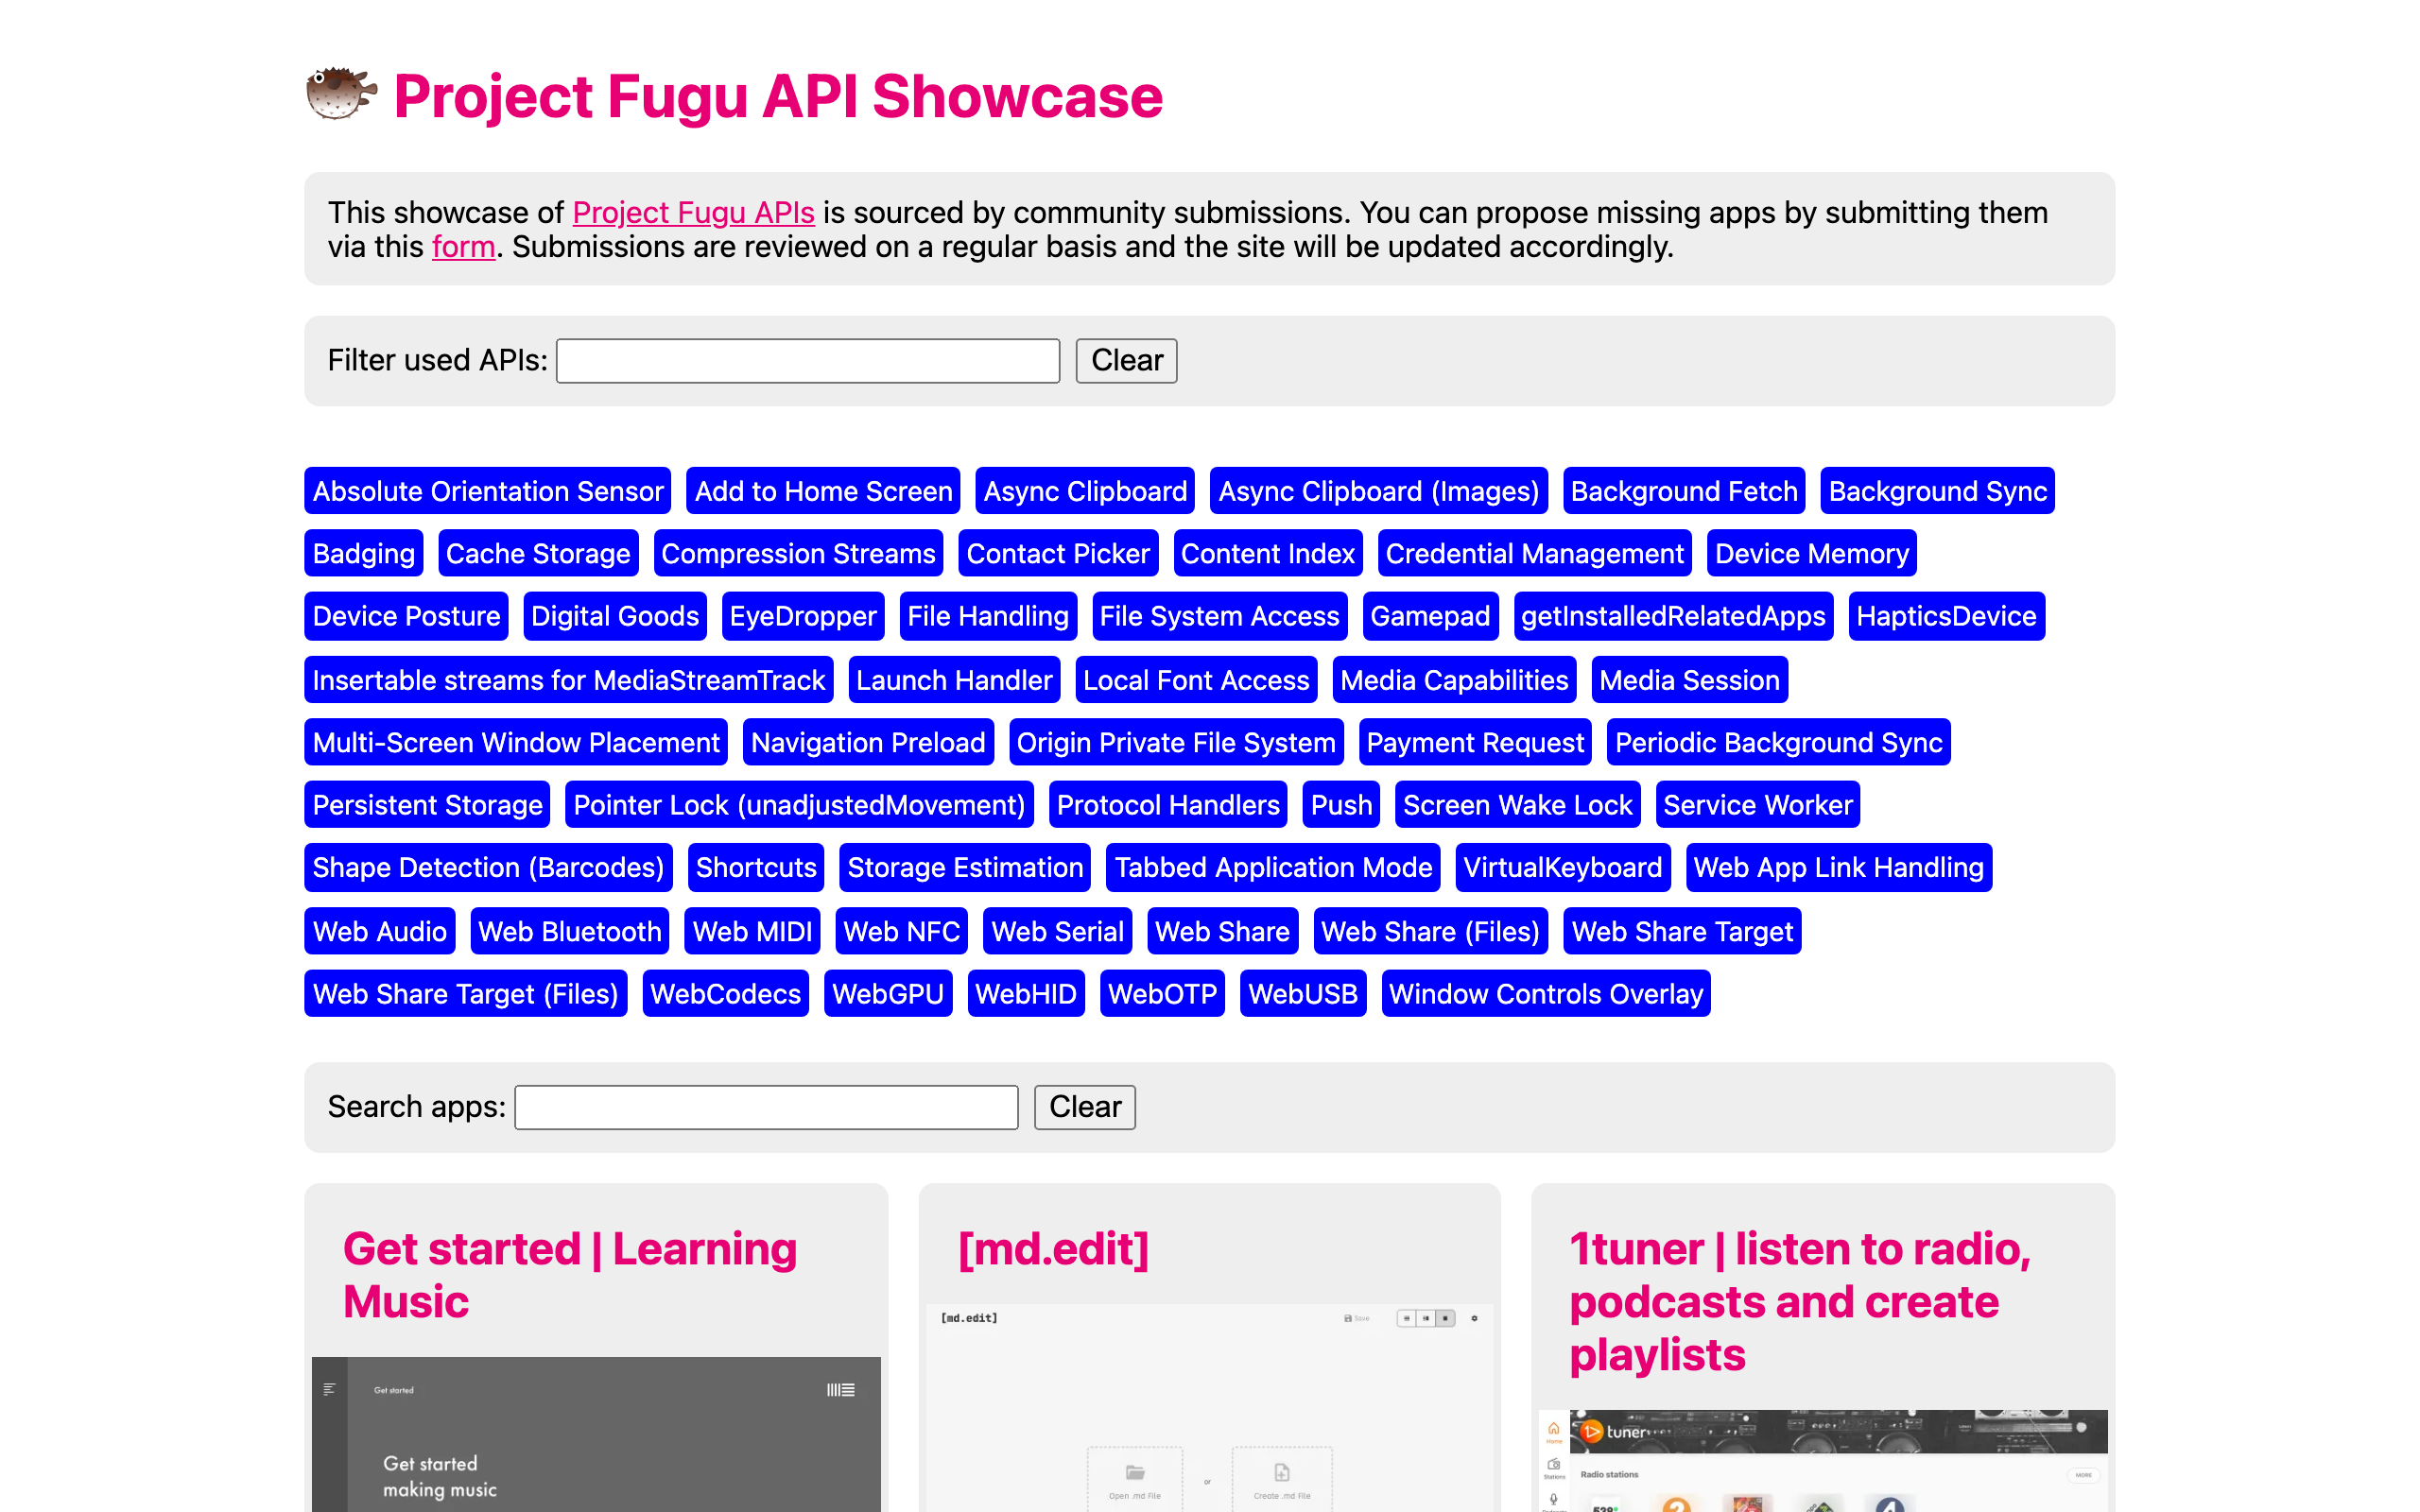 Project Fugu API Showcase
This showcase of Project Fugu APIs is sourced by community submissions. You can propose missing apps by submitting them
via this form. Submissions are reviewed on a regular basis and the site will be updated accordingly.
Filter used APIs: Clear
Absolute Orientation Sensor Add to Home Screen Async Clipboard Async Clipboard (Images) Background Fetch Background Sync
Badging Cache Storage Compression Streams Contact Picker Content Index Credential Management Device Memory
Device Posture Digital Goods EyeDropper File Handling File System Access Gamepad getInstalledRelatedApps HapticsDevice
Insertable streams for MediaStreamTrack Launch Handler Local Font Access Media Capabilities Media Session
Multi-Screen Window Placement Navigation Preload Origin Private File System Payment Request Periodic Background Sync
Persistent Storage Pointer Lock (unadjustedMovement) Protocol Handlers Push Screen Wake Lock Service Worker
Shape Detection (Barcodes) Shortcuts Storage Estimation Tabbed Application Mode VirtualKeyboard Web App Link Handling
Web Audio Web Bluetooth Web MIDI Web NFC Web Serial Web Share Web Share (Files) Web Share Target
Web Share Target (Files) WebCodecs WebGPU WebHID WebOTP WebUSB Window Controls Overlay
Search apps: Clear
Get started | Learning
Music
Get started
Get started
making music
[md.edit]
[md.edit] Save
Open .md File or Create .md File
1tuner | listen to radio,
podcasts and create
playlists
tuner
Home
Stations
Radio stations MORE